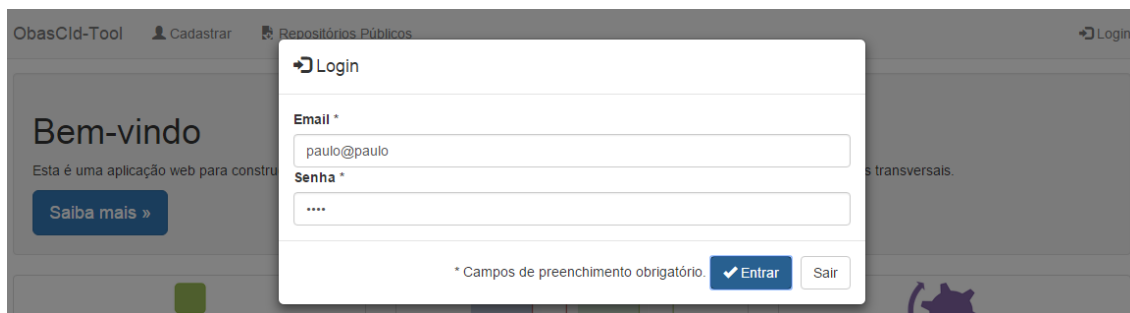 ObasCId-Tool Cadastrar Repositórios Públicos Login
Login
Bem-vindo
Email *
paulo@paulo
Esta é uma aplicação web para constru s transversais.
Senha *
••••
Saiba mais »
* Campos de preenchimento obrigatório. Entrar Sair